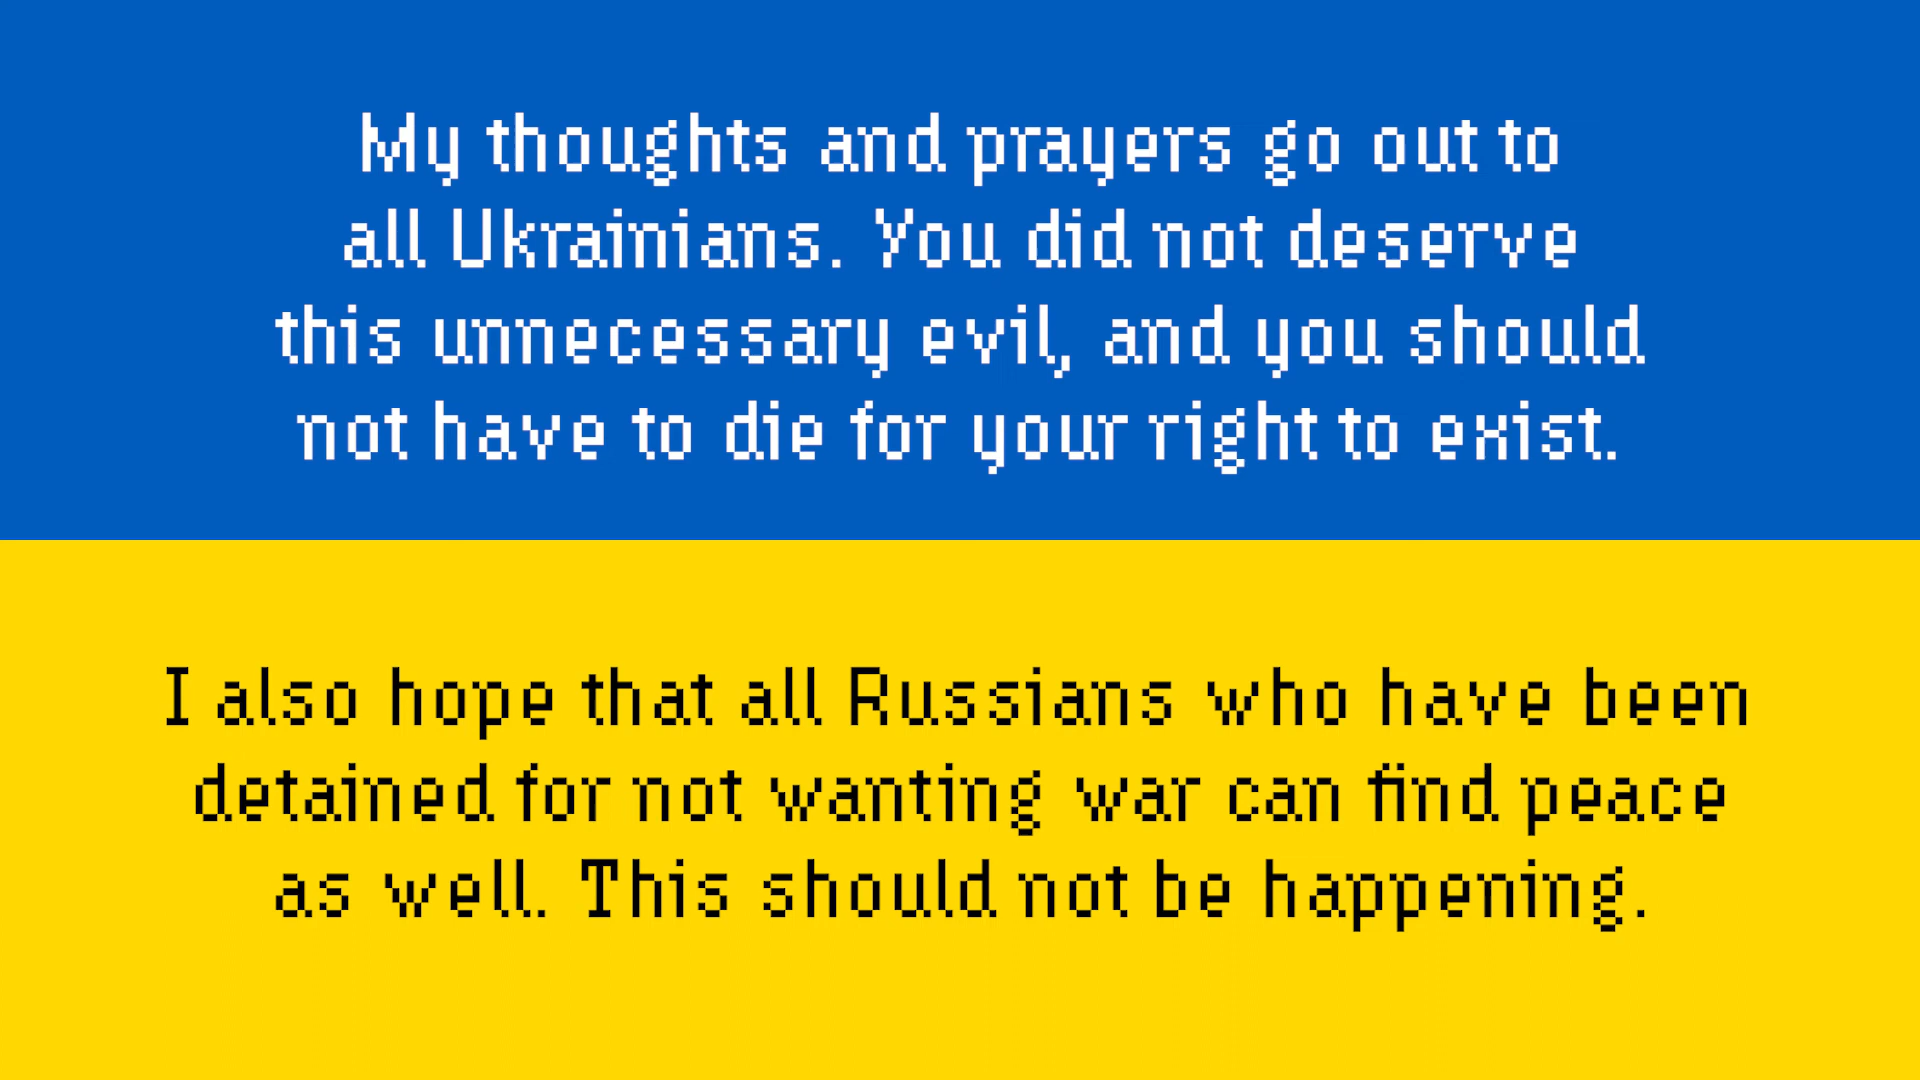 My thoughts and prayers go out to
all Ukrainians. You did not deserve
this unnecessary evil, and you should
not have to die for your right to exist.
I also hope that all Russians who have been
detained for not wanting war can find peace
as well. This should not be happening.